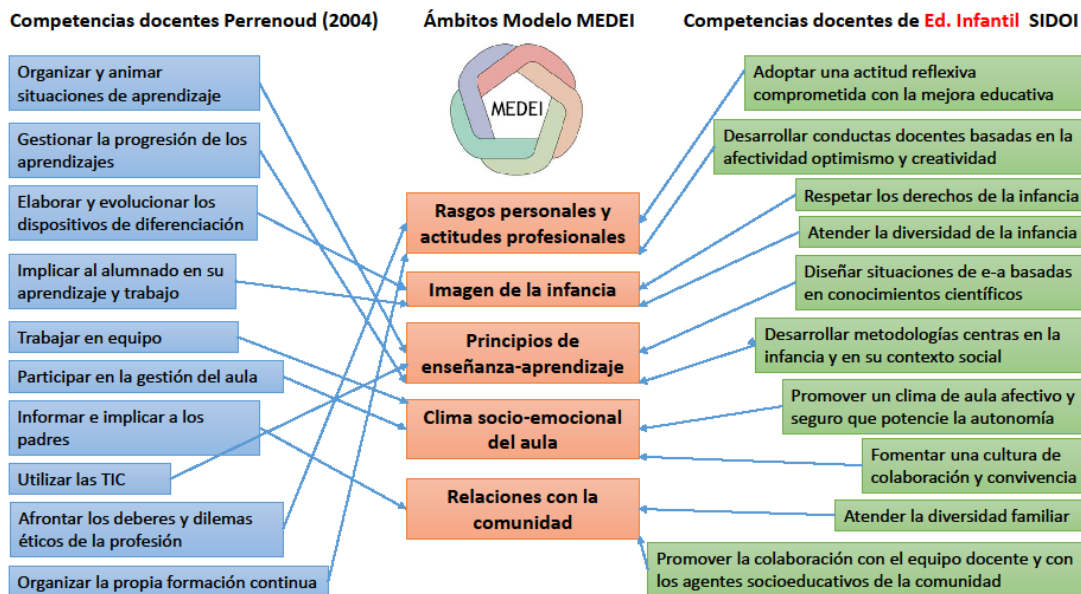 Competencias docentes Perrenoud (2004)
Ámbitos Modelo MEDEI
Competencias docentes de Ed. Infantil SIDOI
Organizar y animar
situaciones de aprendizaje
Gestionar la progresión de los
aprendizajes
Elaborar y evolucionar los
dispositivos de diferenciación
Implicar al alumnado en su
aprendizaje y trabajo
Trabajar en equipo
Participar en la gestión del aula
Informar e implicar a los
padres
Utilizar las TIC
Afrontar los deberes y dilemas
éticos de la profesión
Organizar la propia formación continua
MEDEI
Rasgos personales y
actitudes profesionales
Imagen de la infancia
Principios de
enseñanza-aprendizaje
Clima socio-emocional
del aula
Relaciones con la
comunidad
Adoptar una actitud reflexiva
comprometida con la mejora educativa
Desarrollar conductas docentes basadas en la
afectividad optimismo y creatividad
Respetar los derechos de la infancia
Atender la diversidad de la infancia
Diseñar situaciones de e-a basadas
en conocimientos científicos
Desarrollar metodologías centras en la
infancia y en su contexto social
Promover un clima de aula afectivo y
seguro que potencie la autonomía
Fomentar una cultura de
colaboración y convivencia
Atender la diversidad familiar
Promover la colaboración con el equipo docente y con
los agentes socioeducativos de la comunidad